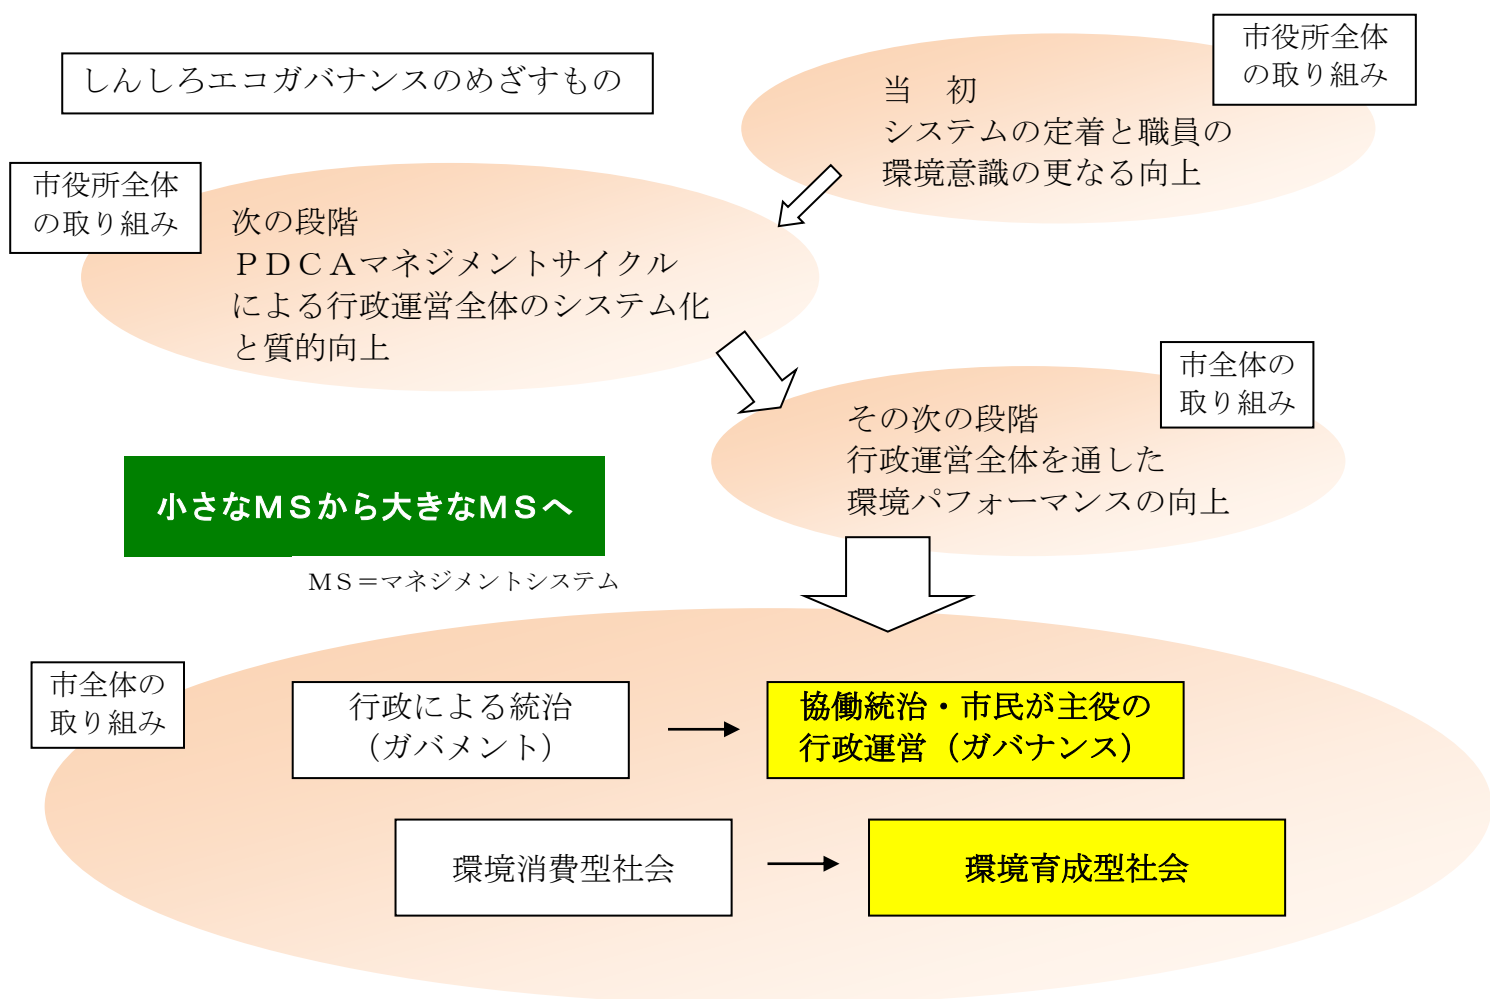 しんしろエコガバナンスのめざすもの
市役所全体
の取り組み
当　初
システムの定着と職員の
環境意識の更なる向上
市役所全体
の取り組み
次の段階
ＰＤＣＡマネジメントサイクル
による行政運営全体のシステム化
と質的向上
市全体の
取り組み
その次の段階
行政運営全体を通した
環境パフォーマンスの向上
小さなＭＳから大きなＭＳへ
ＭＳ＝マネジメントシステム
市全体の
取り組み
行政による統治
（ガバメント）
協働統治・市民が主役の
行政運営（ガバナンス）
環境消費型社会
環境育成型社会